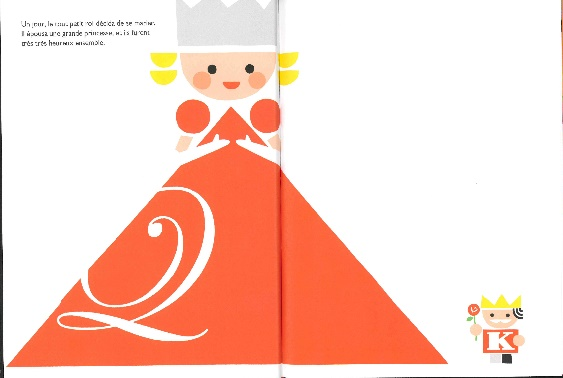 Un jour, le tout petit roi décida de se marier.
Il épousa une grande princesse, et ils furent
très très heureux ensemble.
Q
K